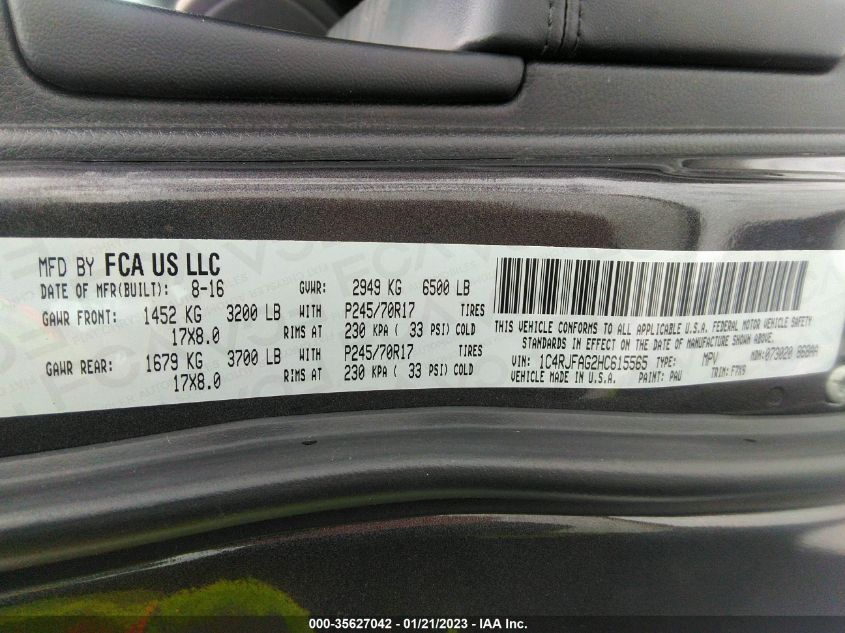 MFD BY FCA US LLC
DATE OF MFR(BUILT): 8-16 GVWR: 2949 KG 6500 LB
GAWR FRONT: 1452 KG 3200 LB WITH P245/70R17 TIRES
17X8.0 RIMS AT 230 KPA ( 33 PSI) COLD
GAWR REAR: 1679 KG 3700 LB WITH P245/70R17 TIRES
17X8.0 RIMS AT 230 KPA ( 33 PSI) COLD
THIS VEHICLE CONFORMS TO ALL APPLICABLE U.S.A. FEDERAL MOTOR VEHICLE SAFETY
STANDARDS IN EFFECT ON THE DATE OF MANUFACTURE SHOWN ABOVE.
VIN: 1C4RJFAG2HC615565 TYPE: MPV MDH: 073020
VEHICLE MADE IN U.S.A. PAINT: PAU TRIM: F7X9
000-35627042 - 01/21/2023 - IAA Inc.